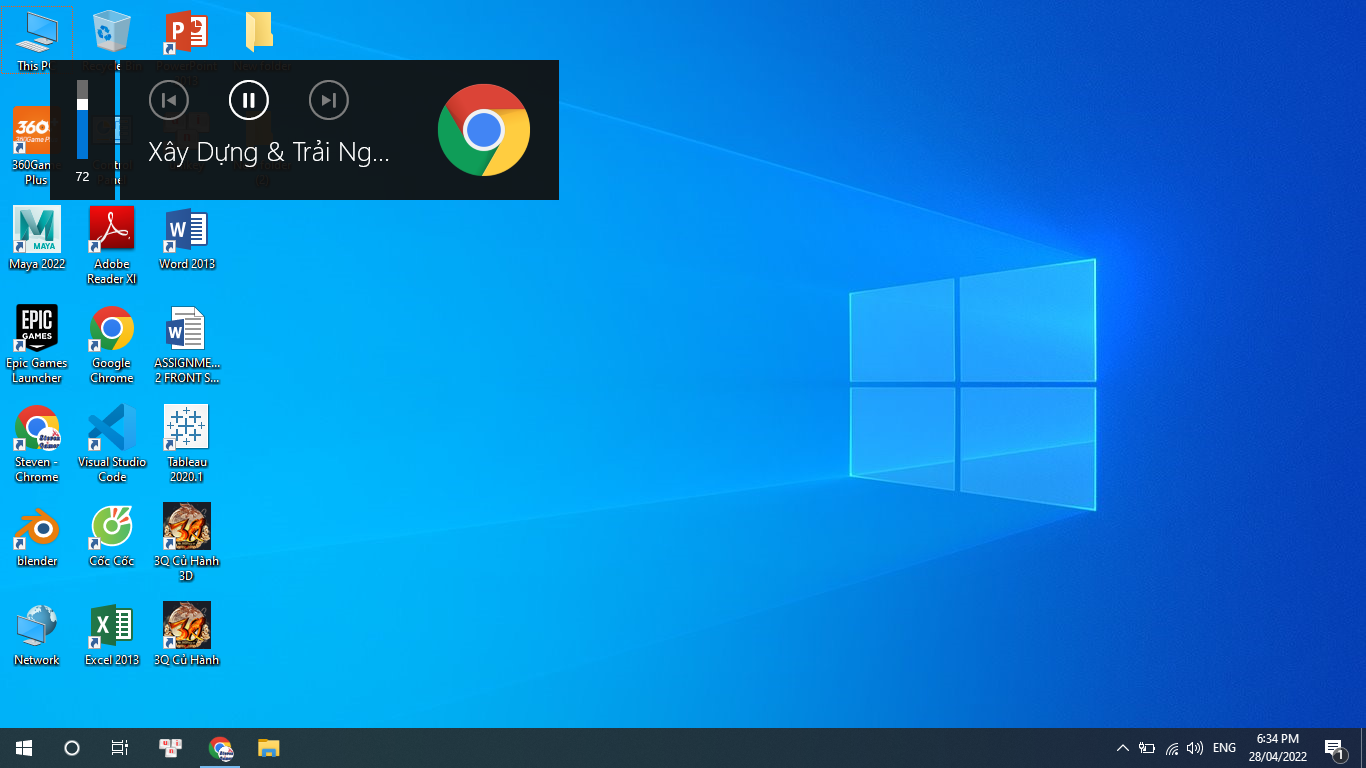 This P
360Game
Plus
72
Xây Dựng & Trải Ng...
Maya 2022
MAYA
Adobe
Reader XI
Word 2013
EPIC
GAMES
Epic Games
Launcher
Google
Chrome
ASSIGNME...
2 FRONT S...
Steven -
Chrome
Visual Studio
Code
Tableau
2020.1
blender
Cốc Cốc
3Q Củ Hành
3D
Network
Excel 2013
3Q Củ Hành
ENG
6:34 PM
28/04/2022
1